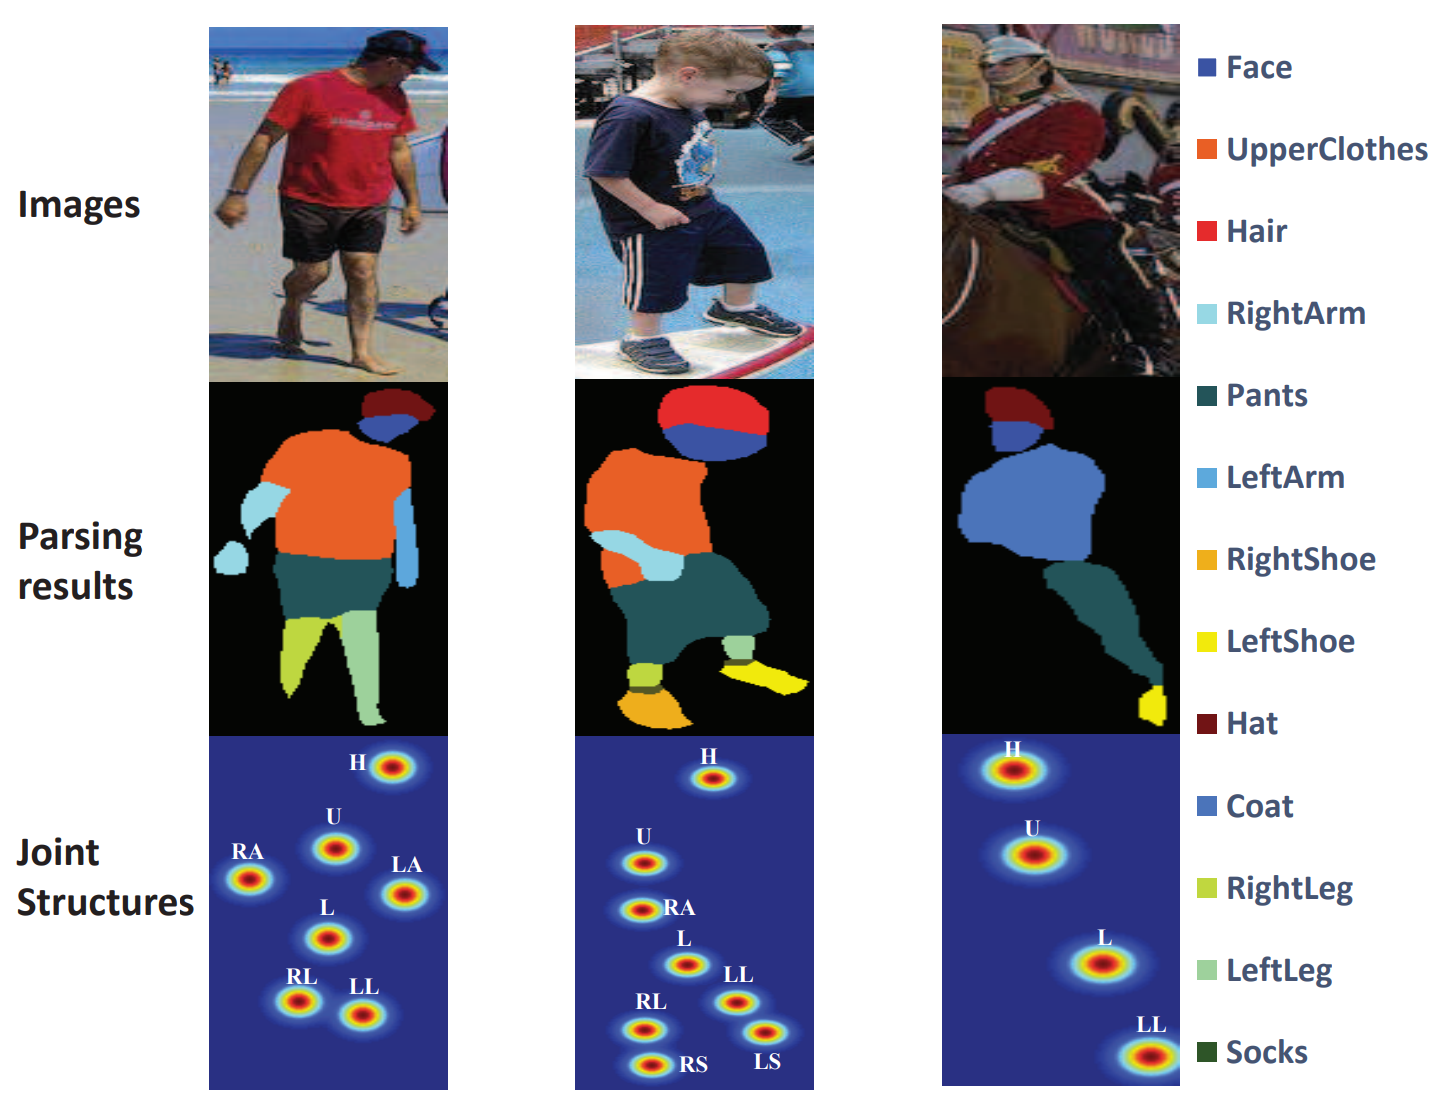 Images
Parsing
results
Joint
Structures
Face
UpperClothes
Hair
RightArm
Pants
LeftArm
RightShoe
LeftShoe
Hat
Coat
RightLeg
LeftLeg
Socks
H
U
RA
LA
L
RL
LL
H
U
RA
L
LL
RL
RS
LS
H
U
L
LL